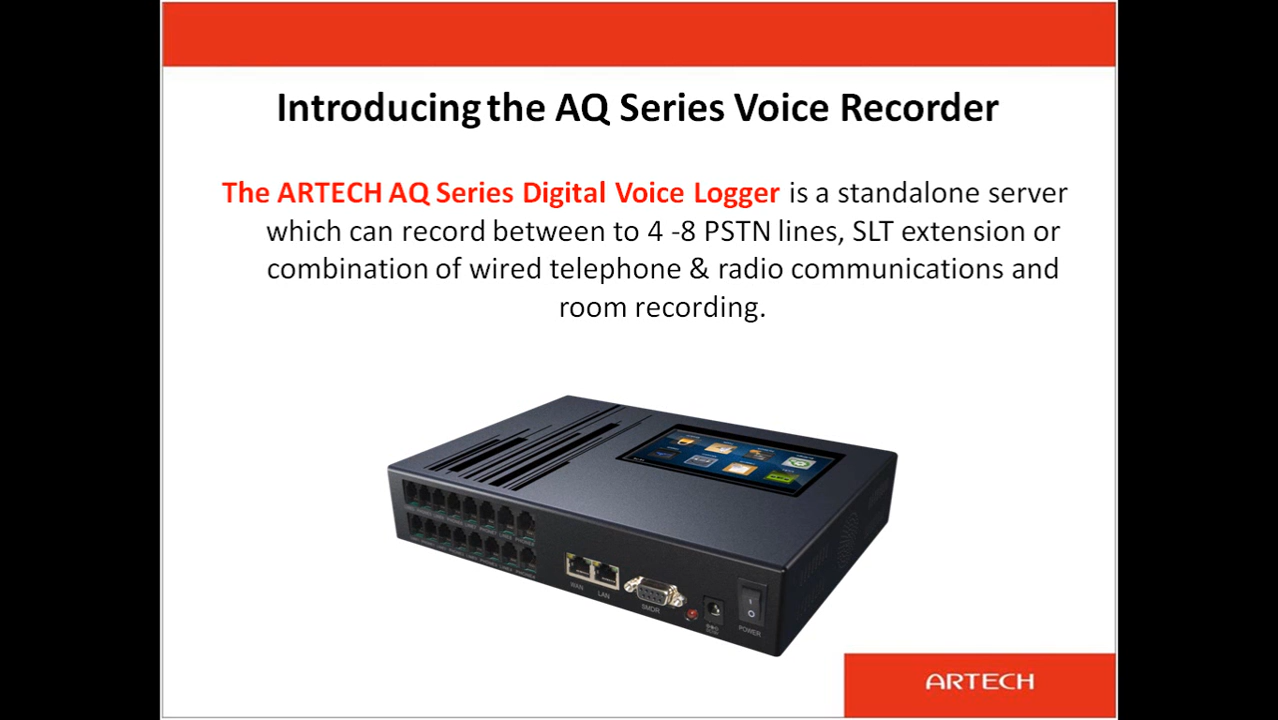 Introducing the AQ Series Voice Recorder
The ARTECH AQ Series Digital Voice Logger is a standalone server
which can record between to 4 -8 PSTN lines, SLT extension or
combination of wired telephone & radio communications and
room recording.
WAN
LAN
SMDR
POWER
ARTECH